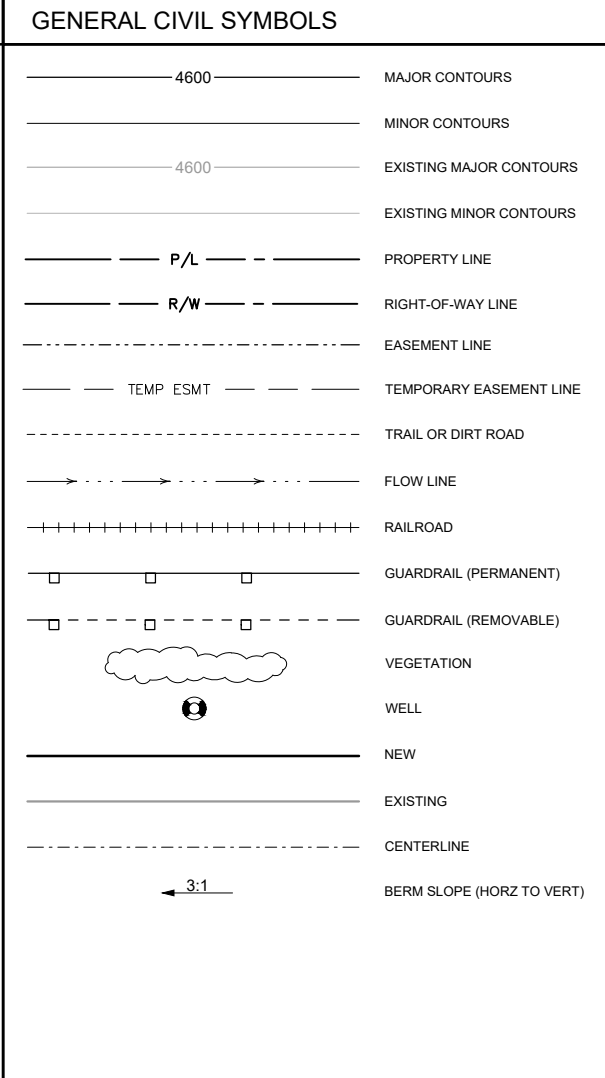 GENERAL CIVIL SYMBOLS
4600 MAJOR CONTOURS
MINOR CONTOURS
4600 EXISTING MAJOR CONTOURS
EXISTING MINOR CONTOURS
P/L PROPERTY LINE
R/W RIGHT-OF-WAY LINE
EASEMENT LINE
TEMP ESMT TEMPORARY EASEMENT LINE
TRAIL OR DIRT ROAD
FLOW LINE
RAILROAD
GUARDRAIL (PERMANENT)
GUARDRAIL (REMOVABLE)
VEGETATION
WELL
NEW
EXISTING
CENTERLINE
3:1 BERM SLOPE (HORZ TO VERT)